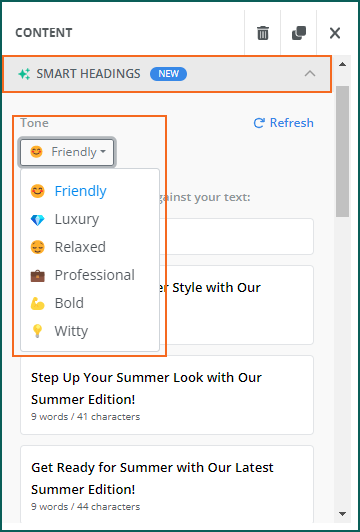 CONTENT
SMART HEADINGS NEW
Tone
Refresh
Friendly
gainst your text:
Friendly
Luxury
Relaxed
Professional
Bold
Witty
er Style with Our
Step Up Your Summer Look with Our
Summer Edition!
9 words / 41 characters
Get Ready for Summer with Our Latest
Summer Edition!
9 words / 44 characters